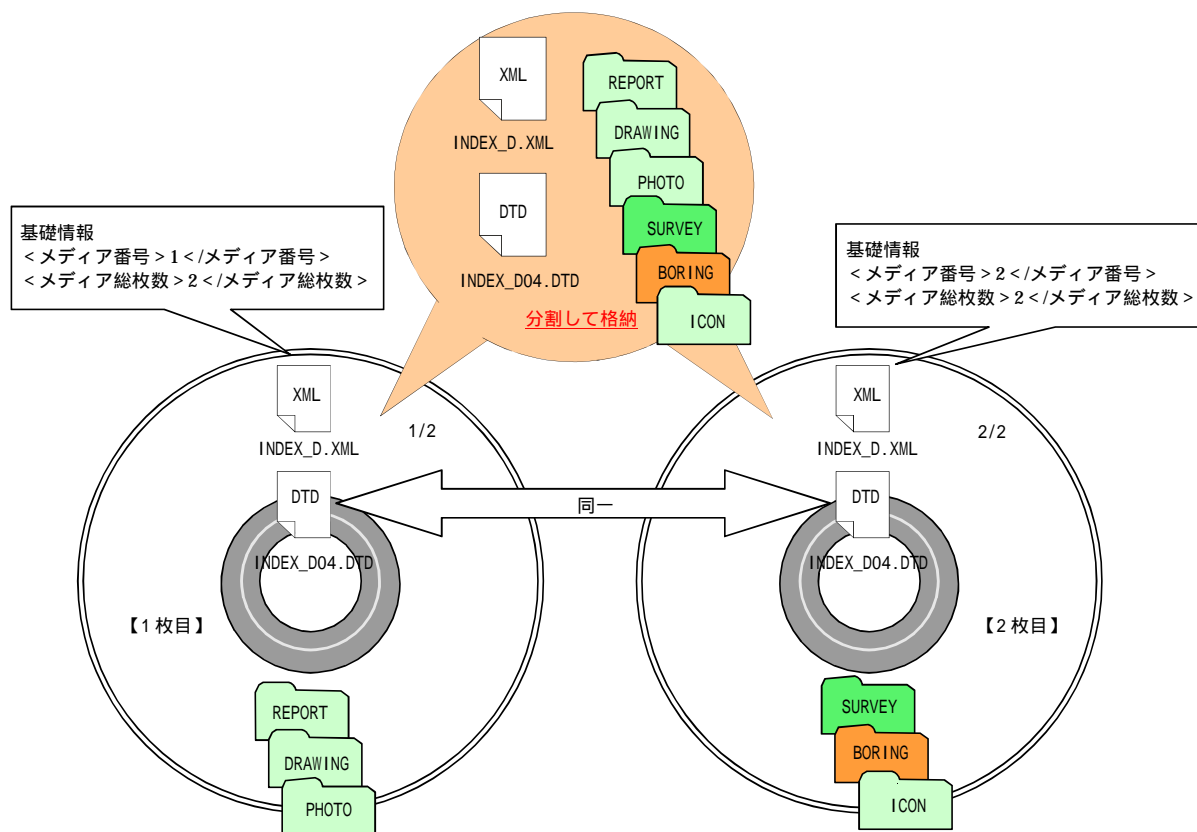 XML
INDEX_D.XML
DTD
INDEX_D04.DTD
分割して格納
REPORT
DRAWING
PHOTO
SURVEY
BORING
ICON
基礎情報
<メディア番号>1</メディア番号>
<メディア総枚数>2</メディア総枚数>
基礎情報
<メディア番号>2</メディア番号>
<メディア総枚数>2</メディア総枚数>
XML
INDEX_D.XML
1/2
DTD
INDEX_D04.DTD
【1枚目】
REPORT
DRAWING
PHOTO
同一
XML
INDEX_D.XML
2/2
DTD
INDEX_D04.DTD
【2枚目】
SURVEY
BORING
ICON